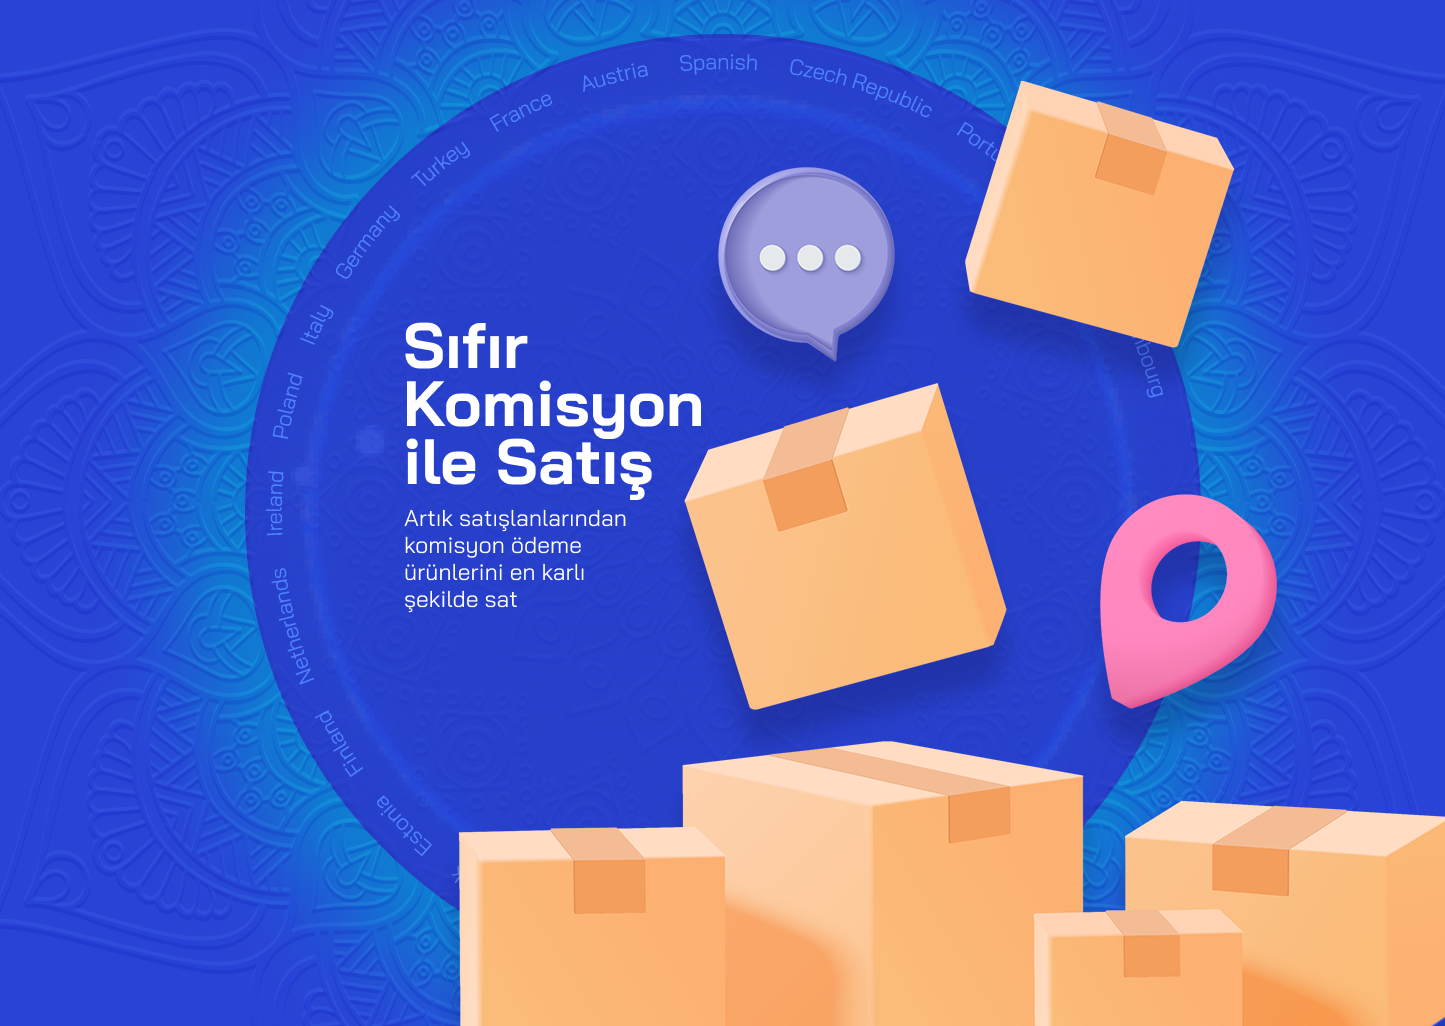 Spanish
Austria
Czech Republic
France
Turkey
Germany
Italy
Poland
Ireland
Netherlands
Finland
Estonia
Sıfır
Komisyon
ile Satış
Artık satışlanlarından
komisyon ödeme
ürünlerini en karlı
şekilde sat